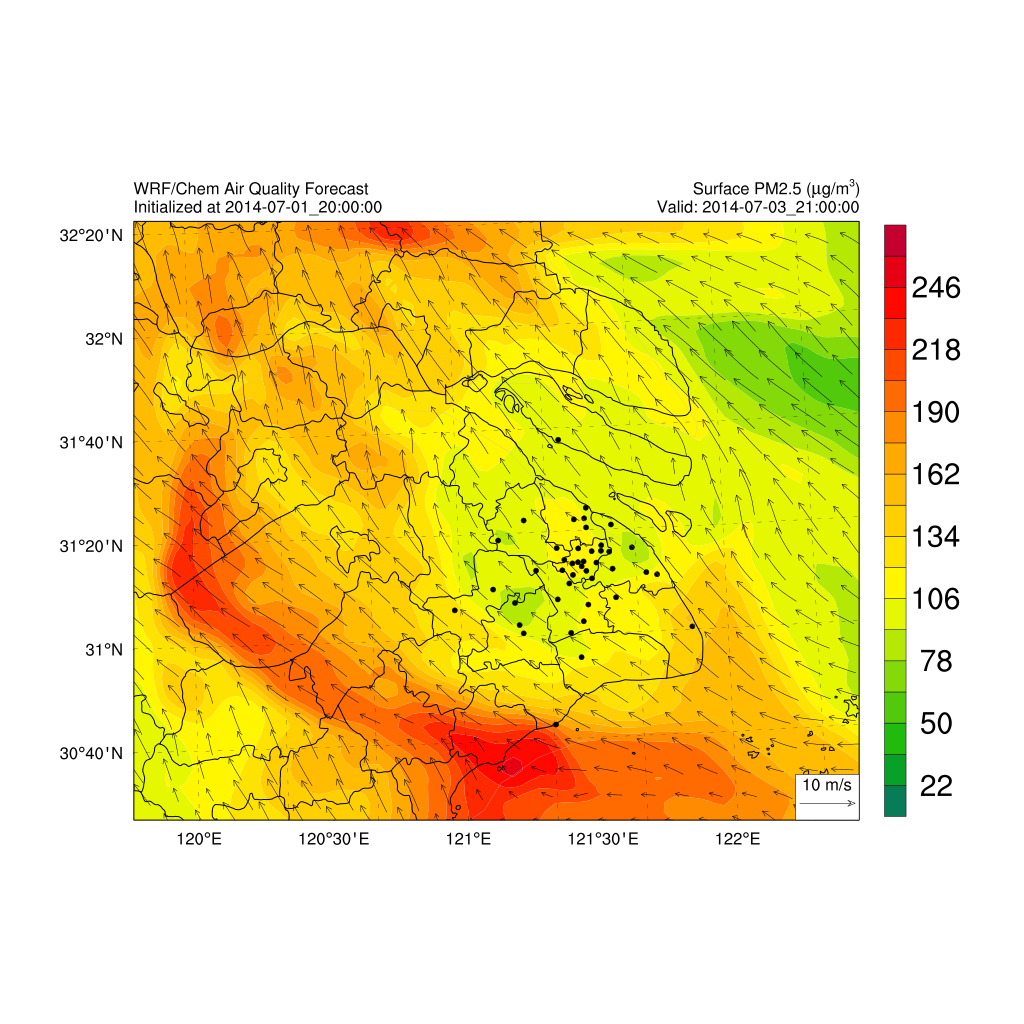 WRF/Chem Air Quality Forecast
Surface PM2.5 (μg/m³)
Initialized at 2014-07-01_20:00:00
Valid: 2014-07-03_21:00:00
32°20'N
32°N
31°40'N
31°20'N
31°N
30°40'N
120°E
120°30'E
121°E
121°30'E
122°E
10 m/s
246
218
190
162
134
106
78
50
22